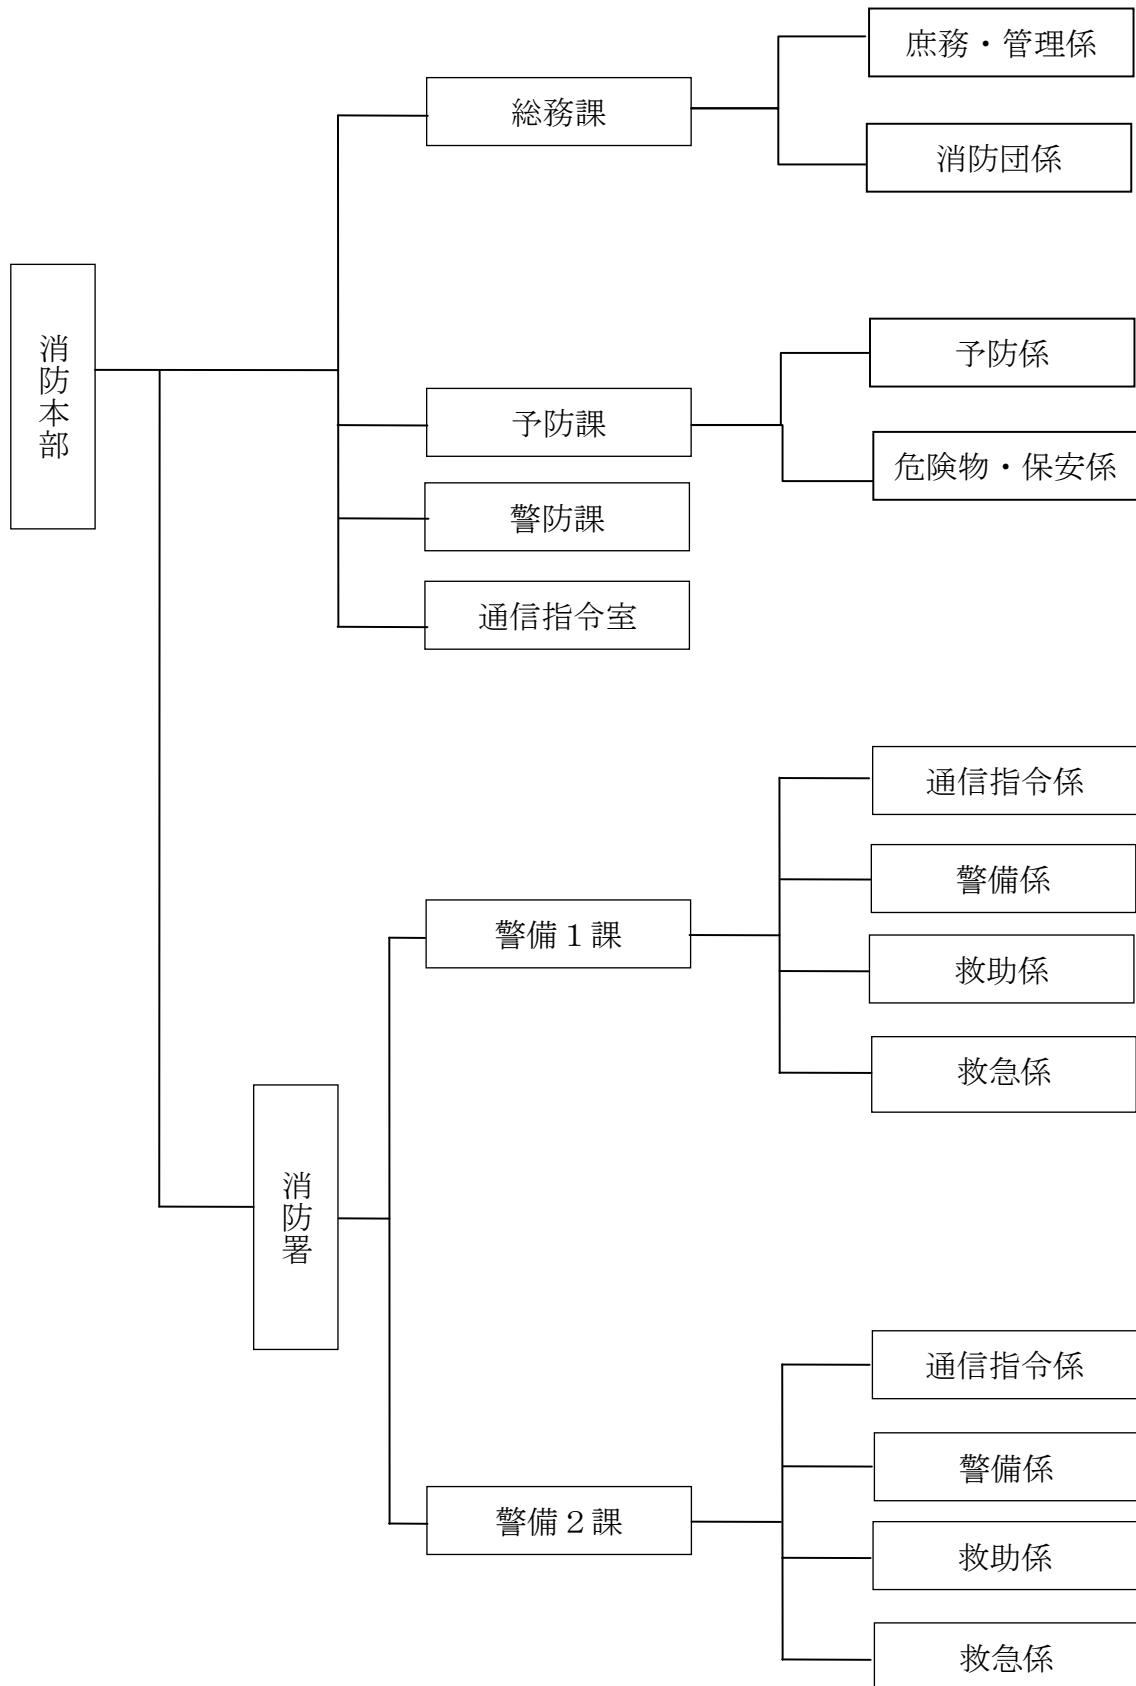 消防本部
総務課
庶務・管理係
消防団係
予防課
予防係
危険物・保安係
警防課
通信指令室
消防署
警備１課
通信指令係
警備係
救助係
救急係
警備２課
通信指令係
警備係
救助係
救急係